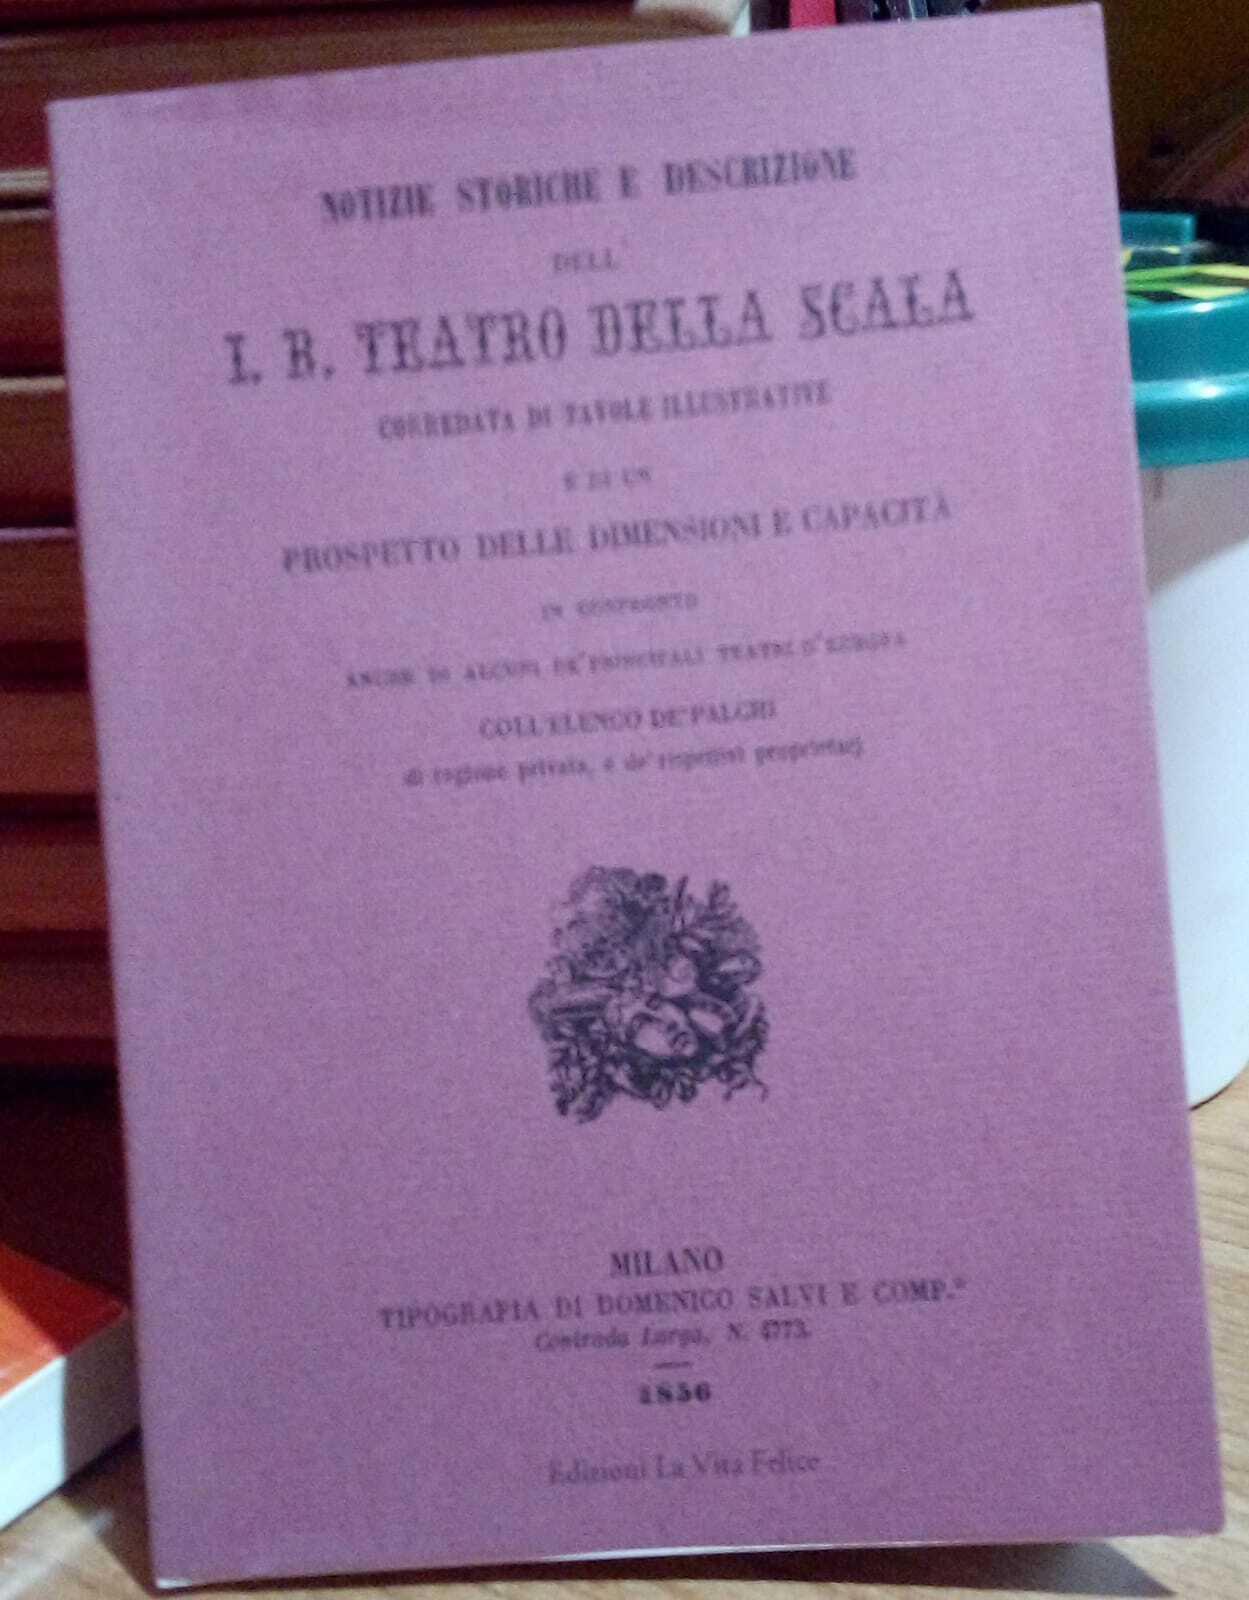 NOTIZIE STORICHE E DESCRIZIONE
DELL'
I. R. TEATRO DELLA SCALA
CORREDATA DI TAVOLE ILLUSTRATIVE
E DI UN
PROSPETTO DELLE DIMENSIONI E CAPACITÀ
IN CONFRONTO
ANCHE DI ALCUNI DE' PRINCIPALI TEATRI D'EUROPA
COLL'ELENCO DE' PALCHI
di ragione privata, e de' rispettivi proprietarj
MILANO
TIPOGRAFIA DI DOMENICO SALVI E COMP.°
Contrada Larga, N. 4773.
1856
Edizioni La Vita Felice